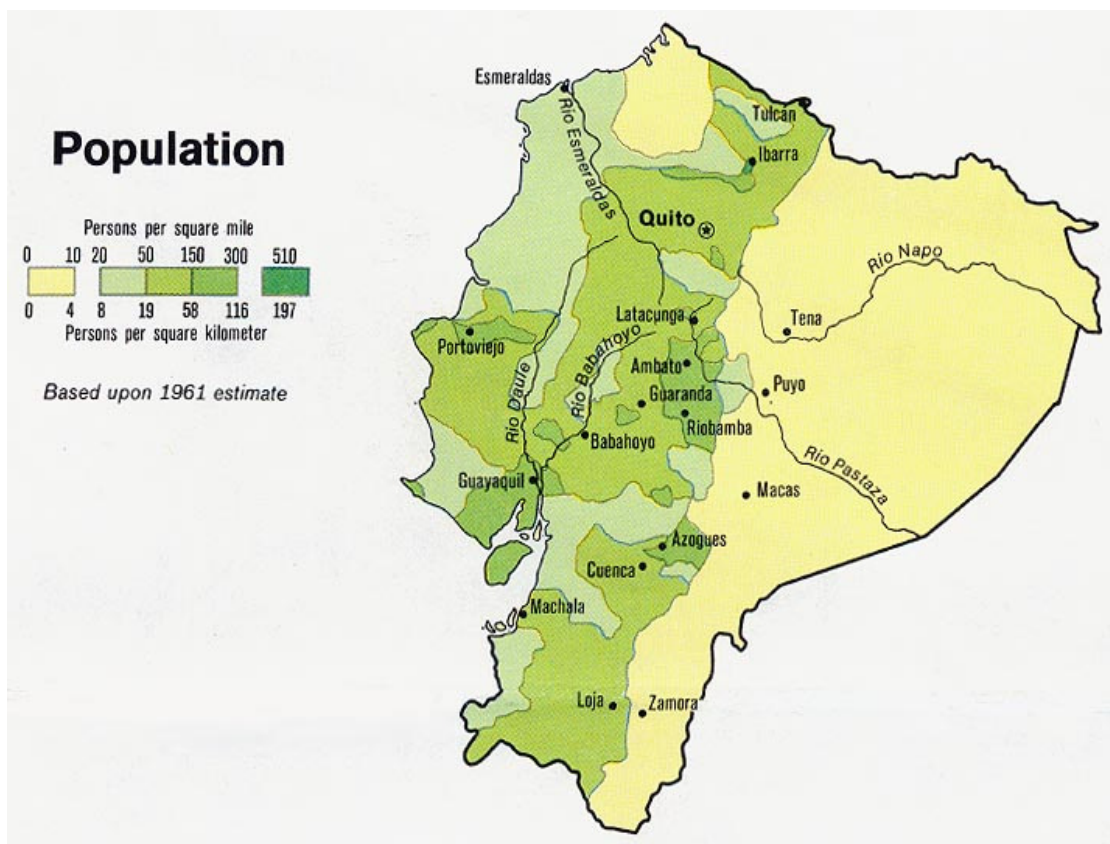 Population
Persons per square mile
0 10 20 50 150 300 510
0 4 8 19 58 116 197
Persons per square kilometer
Based upon 1961 estimate
Esmeraldas
Rio Esmeraldas
Tulcán
Ibarra
Quito
Rio Napo
Latacunga
Tena
Portoviejo
Rio Daule
Rio Babahoyo
Ambato
Puyo
Guaranda
Riobamba
Babahoyo
Rio Pastaza
Guayaquil
Macas
Azogues
Cuenca
Machala
Loja
Zamora